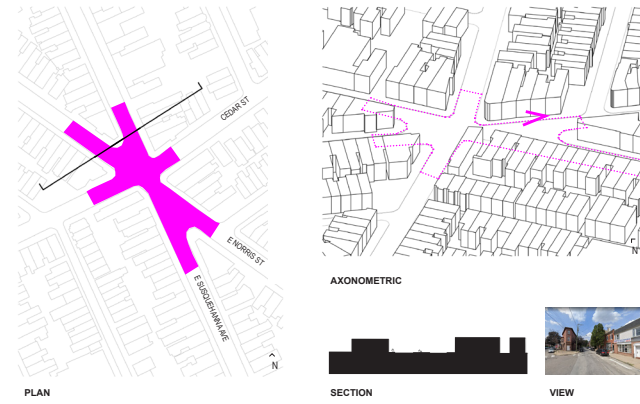 CEDAR ST
E NORRIS ST
E SUSQUEHANNA AVE
N
PLAN
N
AXONOMETRIC
SECTION
VIEW